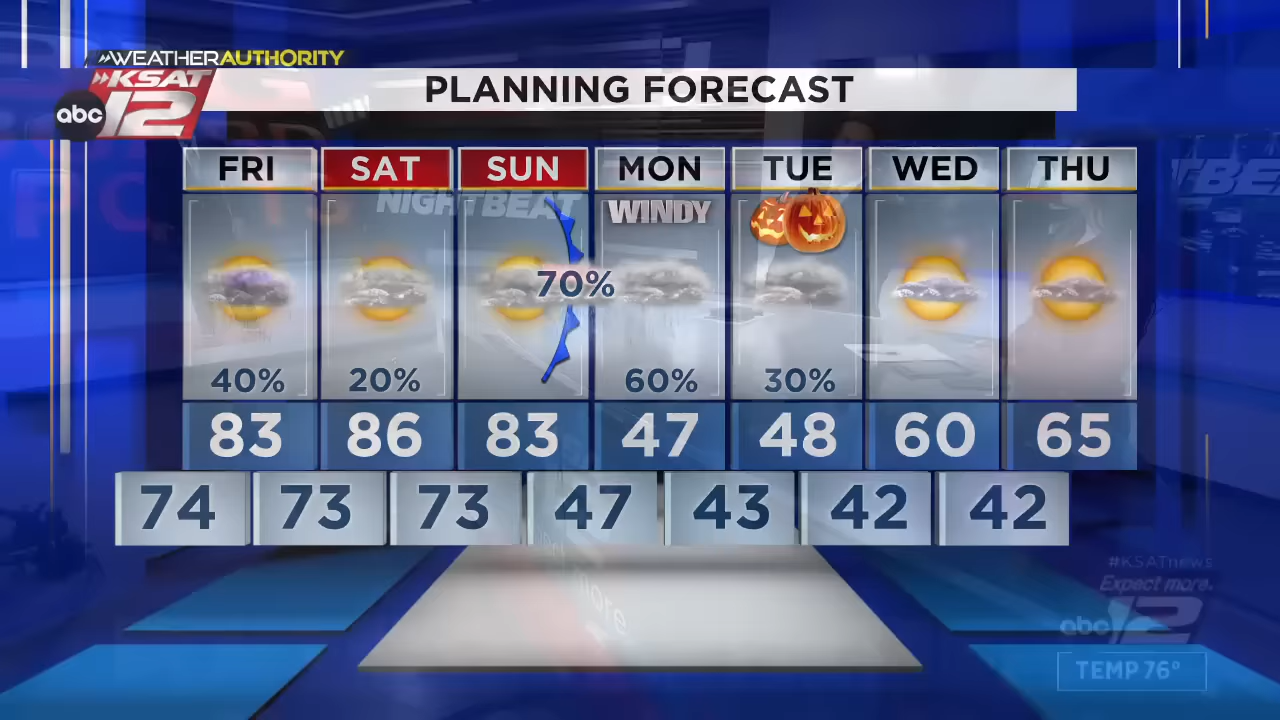 WEATHERAUTHORITY
KSAT
abc 12
PLANNING FORECAST
FRI SAT SUN MON TUE WED THU
NIGHTBEAT
WINDY
70%
40% 20% 60% 30%
83 86 83 47 48 60 65
74 73 73 47 43 42 42
more
#KSATnews
Expect more.
abc 12
TEMP 76°